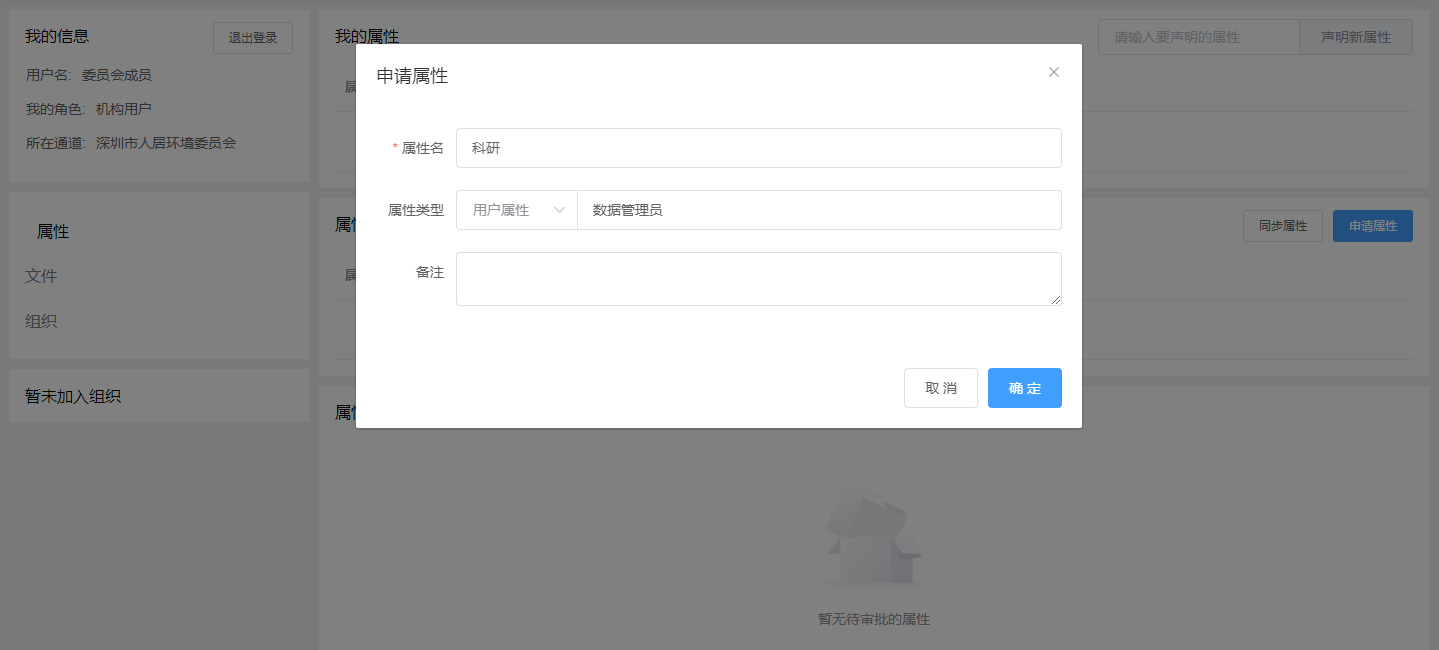 我的信息
退出登录
用户名: 委员会成员
我的角色: 机构用户
所在通道: 深圳市人居环境委员会
属性
文件
组织
暂未加入组织
我的属性
请输入要声明的属性
声明新属性
同步属性
申请属性
申请属性
* 属性名
科研
属性类型
用户属性
数据管理员
备注
取 消
确 定
暂无待审批的属性